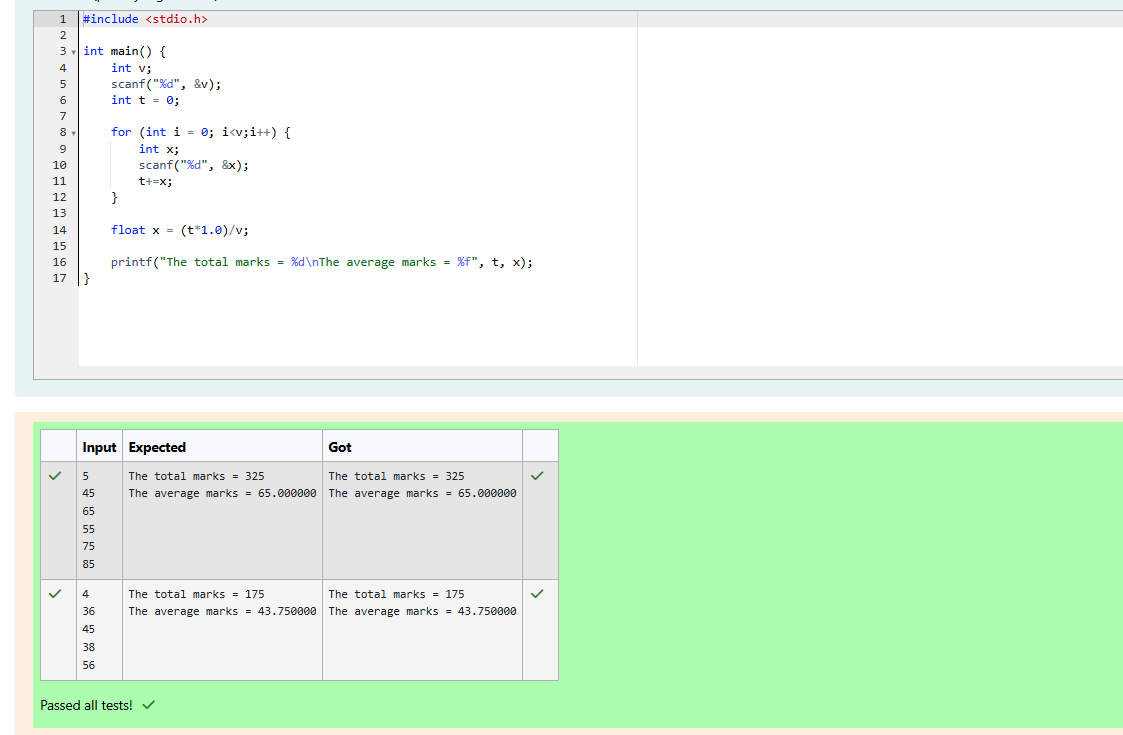 1 #include <stdio.h>
2
3 int main() {
4 int v;
5 scanf("%d", &v);
6 int t = 0;
7
8 for (int i = 0; i<v;i++) {
9 int x;
10 scanf("%d", &x);
11 t+=x;
12 }
13
14 float x = (t*1.0)/v;
15
16 printf("The total marks = %d\nThe average marks = %f", t, x);
17 }
Input Expected Got
5 The total marks = 325 The total marks = 325
45 The average marks = 65.000000 The average marks = 65.000000
65
55
75
85
4 The total marks = 175 The total marks = 175
36 The average marks = 43.750000 The average marks = 43.750000
45
38
56
Passed all tests!